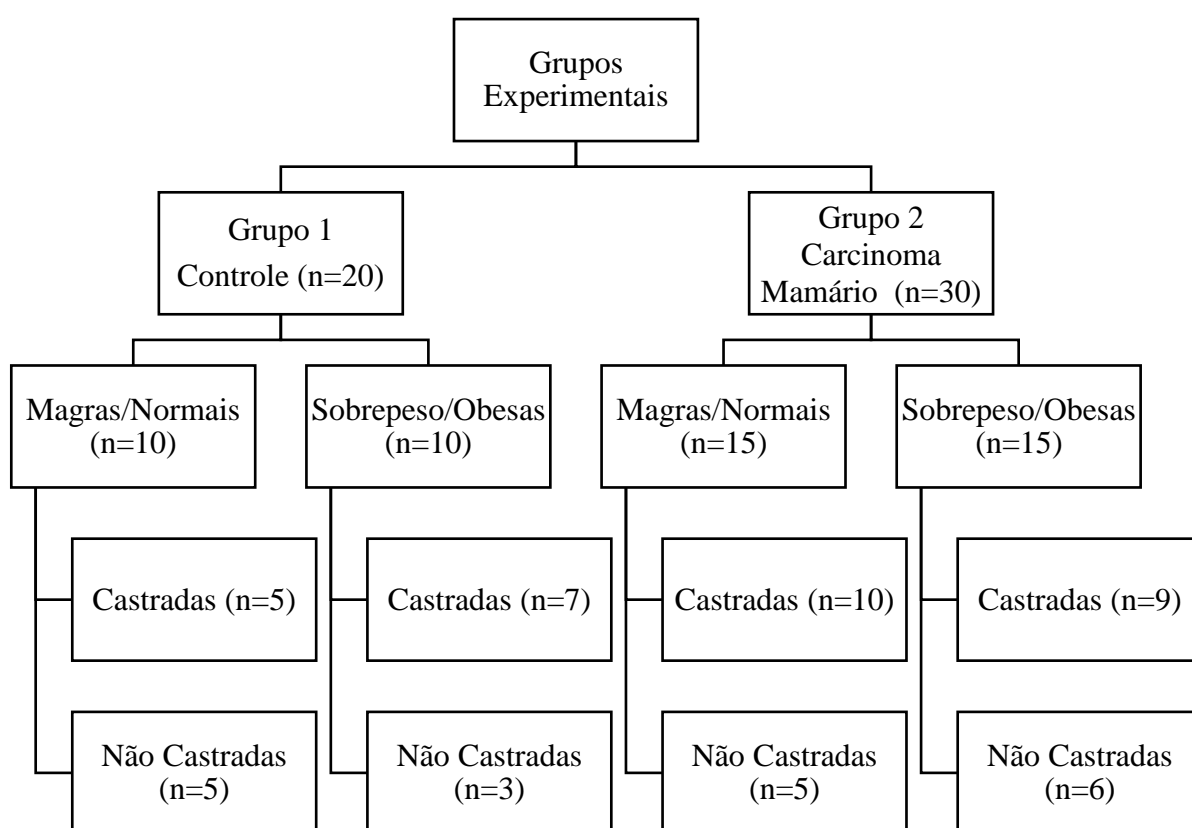 Grupos
Experimentais
Grupo 1
Controle (n=20)
Grupo 2
Carcinoma
Mamário (n=30)
Magras/Normais
(n=10)
Sobrepeso/Obesas
(n=10)
Magras/Normais
(n=15)
Sobrepeso/Obesas
(n=15)
Castradas (n=5)
Castradas (n=7)
Castradas (n=10)
Castradas (n=9)
Não Castradas
(n=5)
Não Castradas
(n=3)
Não Castradas
(n=5)
Não Castradas
(n=6)